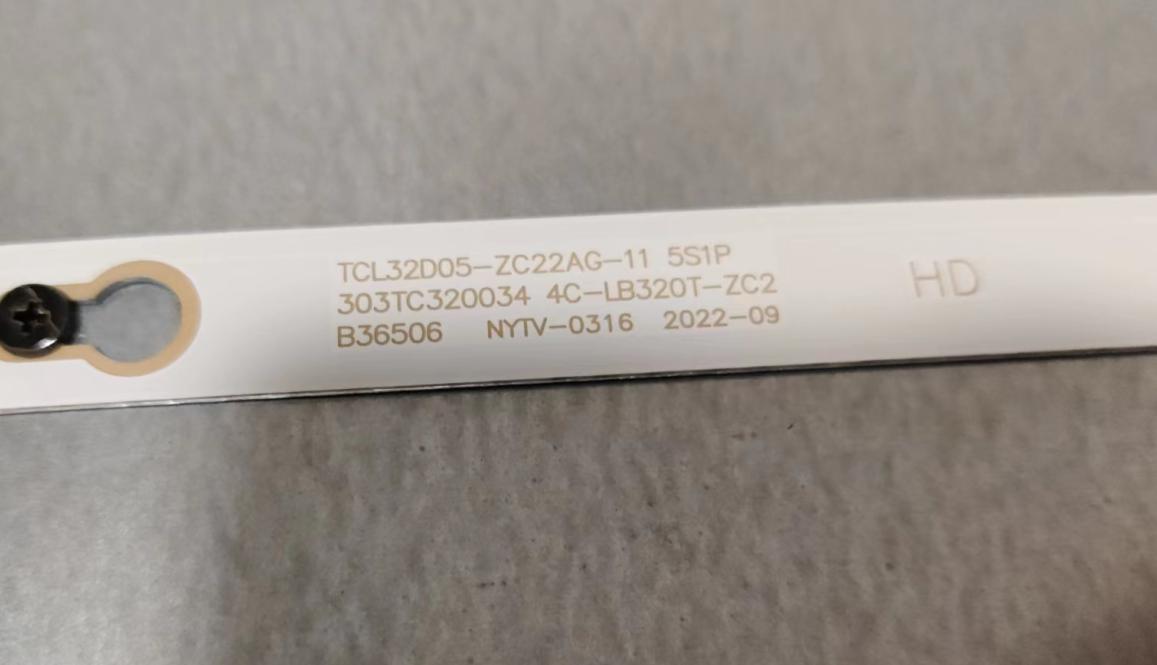 TCL32D05-ZC22AG-11 5S1P
303TC320034 4C-LB320T-ZC2
B36506 NYTV-0316 2022-09
HD